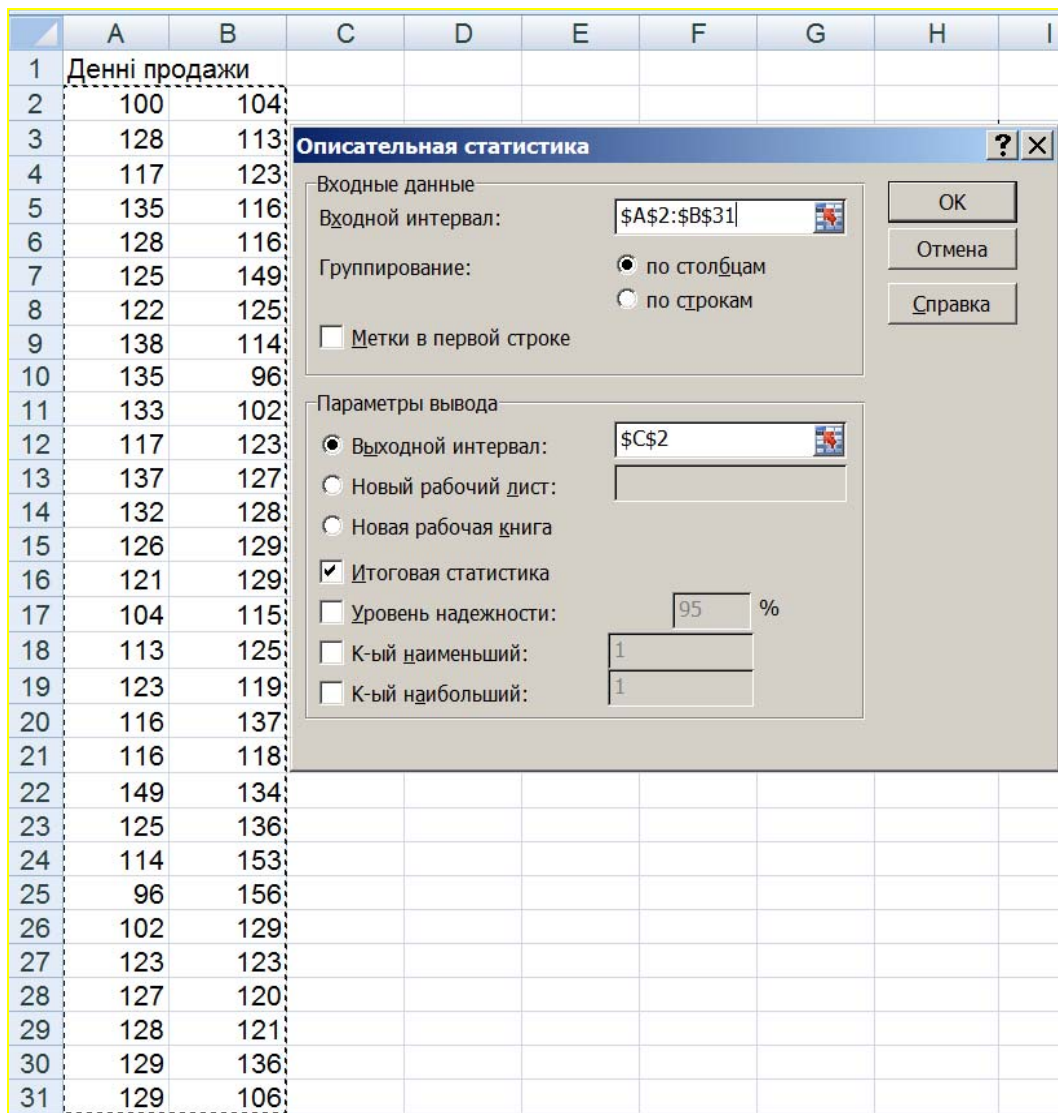 A B C D E F G H I
1 Денні продажи
2 100 104
3 128 113
Описательная статистика ? X
4 117 123
Входные данные
5 135 116
Входной интервал: $A$2:$B$31 OK
6 128 116
Отмена
7 125 149
Группирование: по столбцам
8 122 125
по строкам Справка
9 138 114
Метки в первой строке
10 135 96
11 133 102
Параметры вывода
12 117 123
Выходной интервал: $C$2
13 137 127
Новый рабочий лист:
14 132 128
Новая рабочая книга
15 126 129
16 121 129
Итоговая статистика
17 104 115
Уровень надежности: 95 %
18 113 125
К-ый наименьший: 1
19 123 119
К-ый наибольший: 1
20 116 137
21 116 118
22 149 134
23 125 136
24 114 153
25 96 156
26 102 129
27 123 123
28 127 120
29 128 121
30 129 136
31 129 106